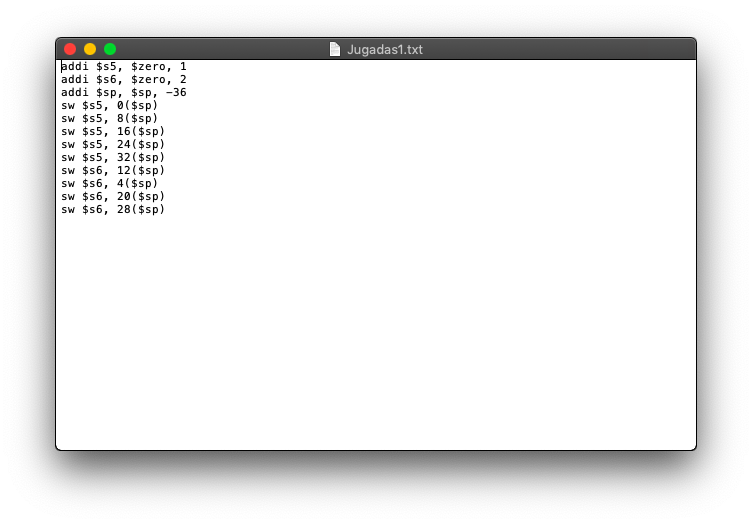 Jugadas1.txt
addi $s5, $zero, 1
addi $s6, $zero, 2
addi $sp, $sp, -36
sw $s5, 0($sp)
sw $s5, 8($sp)
sw $s5, 16($sp)
sw $s5, 24($sp)
sw $s5, 32($sp)
sw $s6, 12($sp)
sw $s6, 4($sp)
sw $s6, 20($sp)
sw $s6, 28($sp)